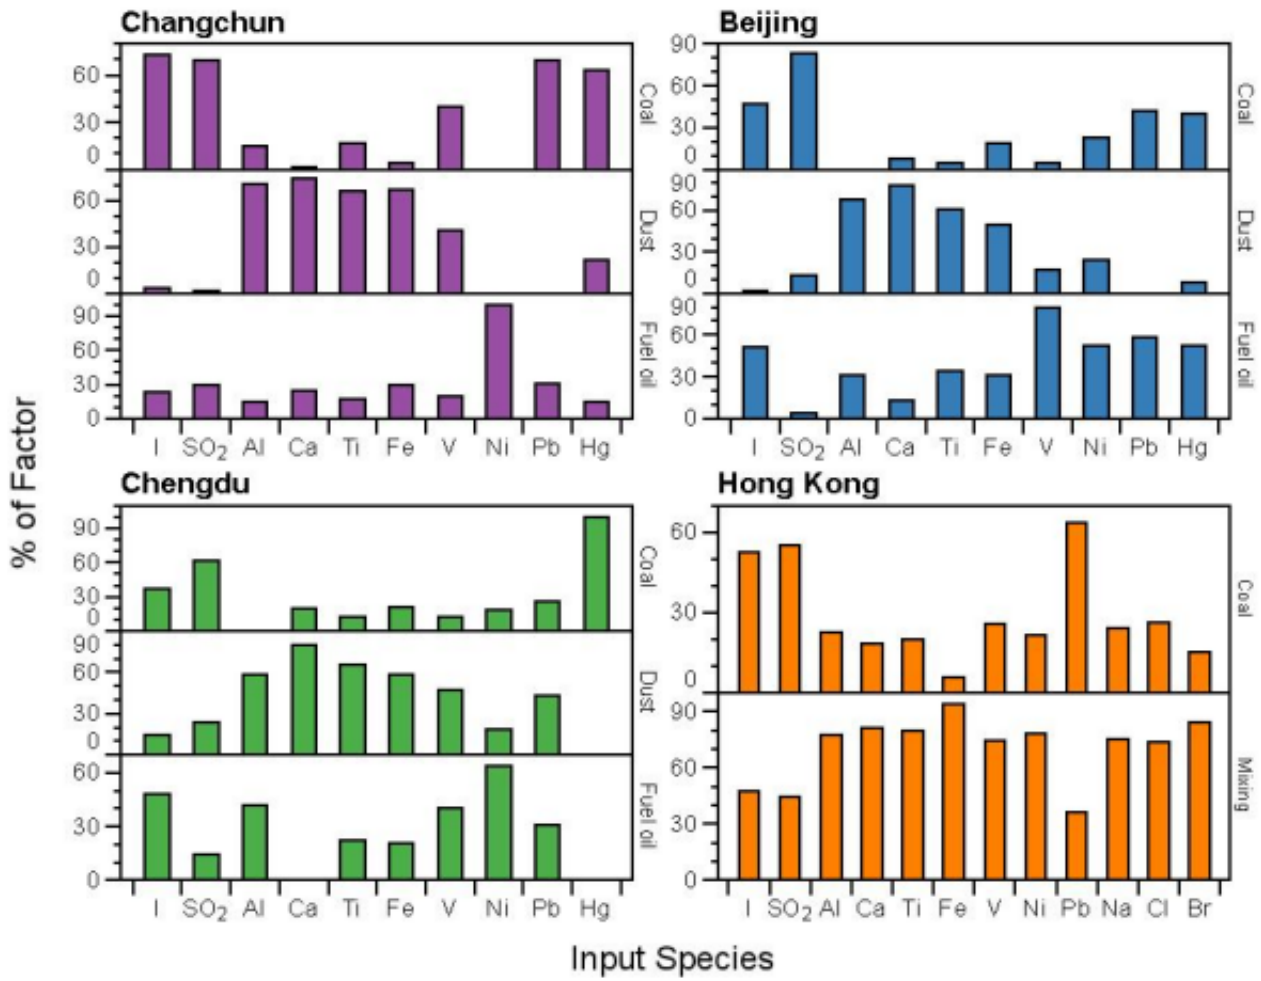 Changchun
60
30
0
Coal
60
30
0
Dust
90
60
30
0
Fuel oil
I SO2 Al Ca Ti Fe V Ni Pb Hg
Beijing
90
60
30
0
Coal
90
60
30
0
Dust
90
60
30
0
Fuel oil
I SO2 Al Ca Ti Fe V Ni Pb Hg
% of Factor
Chengdu
90
60
30
0
Coal
90
60
30
0
Dust
60
30
0
Fuel oil
I SO2 Al Ca Ti Fe V Ni Pb Hg
Hong Kong
60
30
0
Coal
90
60
30
0
Mixing
I SO2 Al Ca Ti Fe V Ni Pb Na Cl Br
Input Species